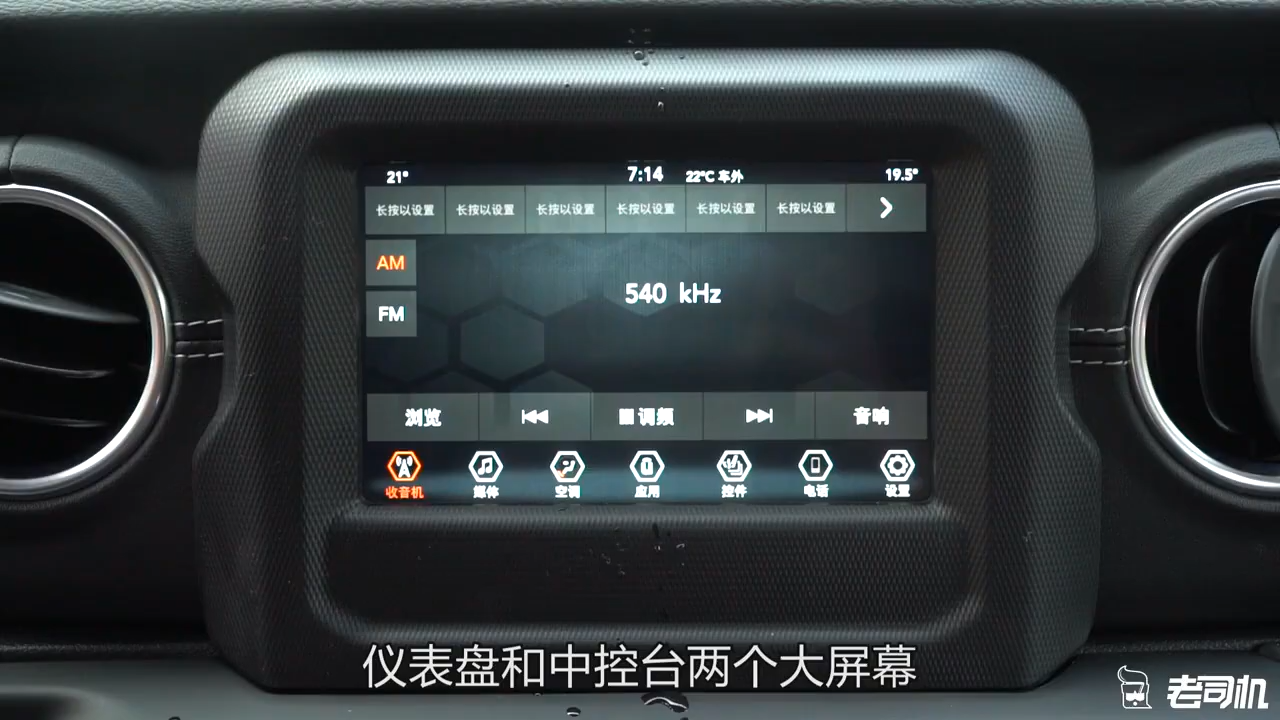 21° 7:14 22°C 车外 19.5°
长按以设置 长按以设置 长按以设置 长按以设置 长按以设置 长按以设置
AM
540 kHz
FM
浏览 调频 音响
收音机 媒体 空调 应用 控件 电话 设置
仪表盘和中控台两个大屏幕
老司机